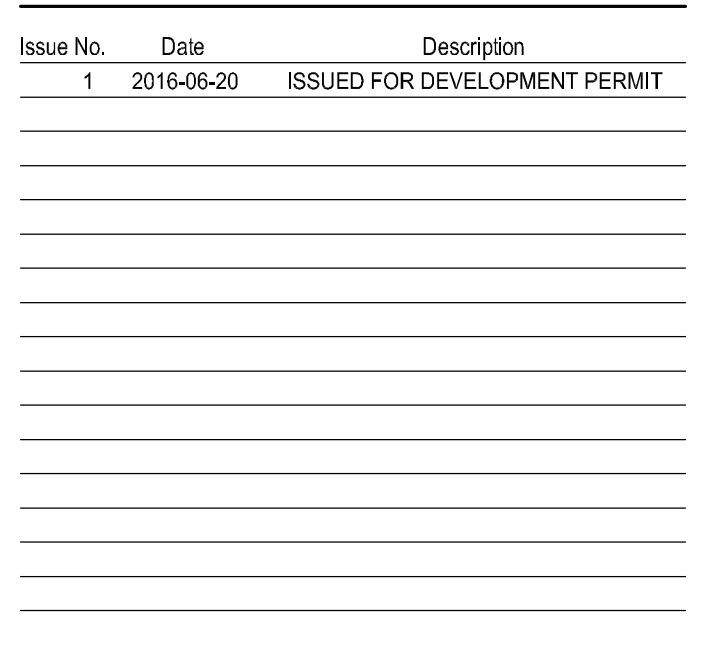 Issue No. Date Description
1 2016-06-20 ISSUED FOR DEVELOPMENT PERMIT